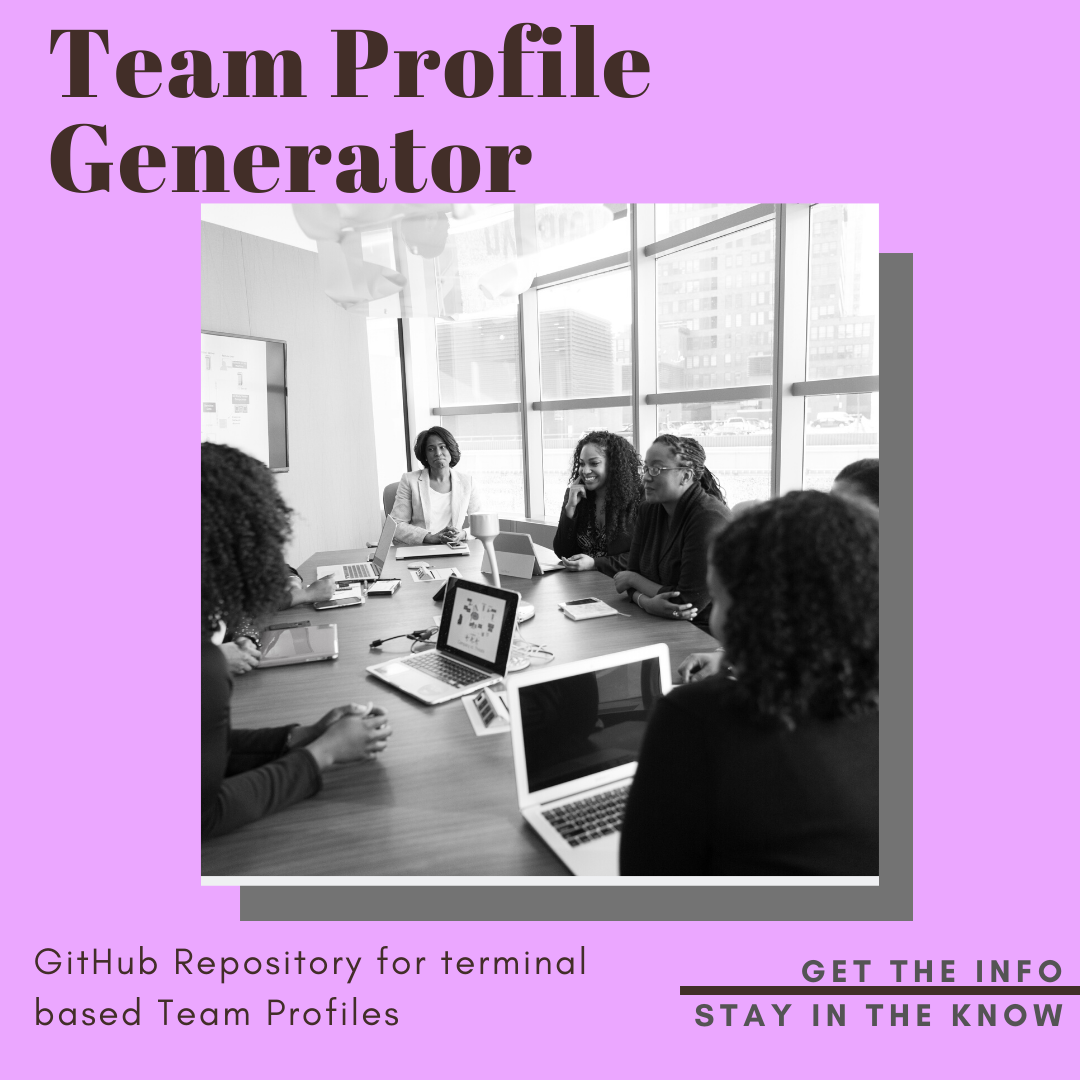 Team Profile
Generator
GitHub Repository for terminal
based Team Profiles
GET THE INFO
STAY IN THE KNOW